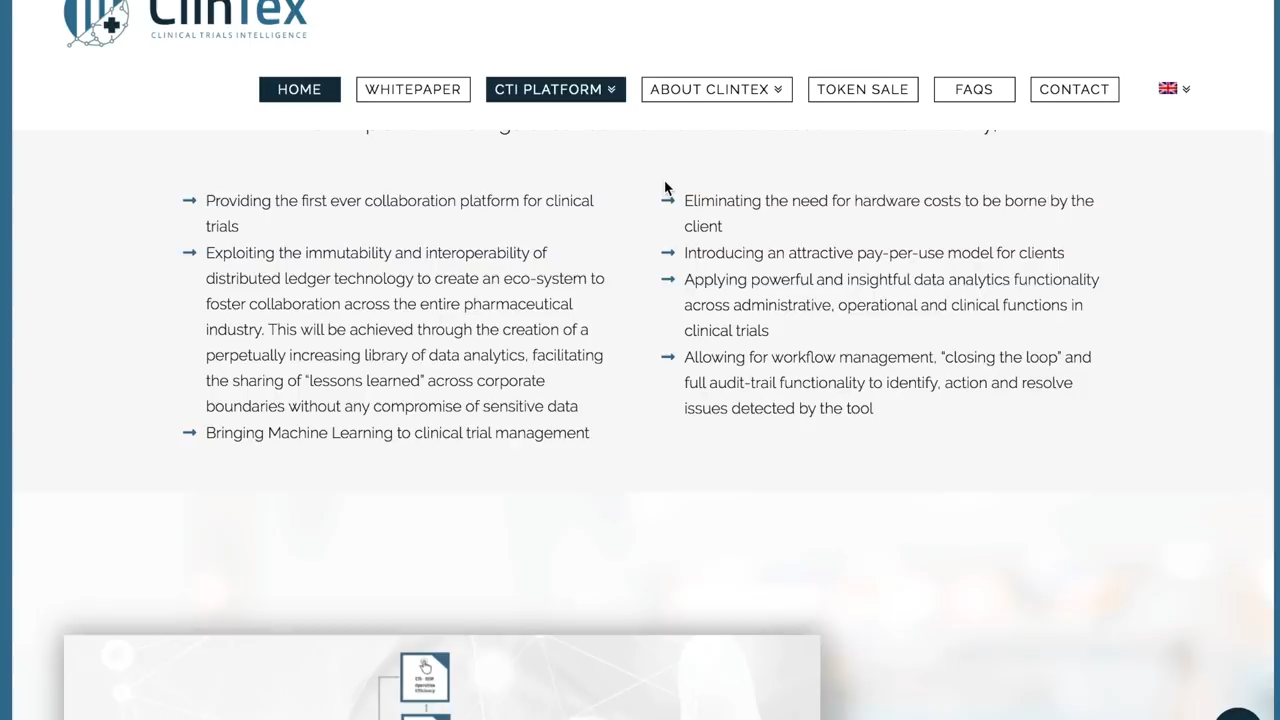 ClinTex
CLINICAL TRIALS INTELLIGENCE
HOME
WHITEPAPER
CTI PLATFORM
ABOUT CLINTEX
TOKEN SALE
FAQS
CONTACT
Providing the first ever collaboration platform for clinical
trials
Exploiting the immutability and interoperability of
distributed ledger technology to create an eco-system to
foster collaboration across the entire pharmaceutical
industry. This will be achieved through the creation of a
perpetually increasing library of data analytics, facilitating
the sharing of “lessons learned” across corporate
boundaries without any compromise of sensitive data
Bringing Machine Learning to clinical trial management
Eliminating the need for hardware costs to be borne by the
client
Introducing an attractive pay-per-use model for clients
Applying powerful and insightful data analytics functionality
across administrative, operational and clinical functions in
clinical trials
Allowing for workflow management, “closing the loop” and
full audit-trail functionality to identify, action and resolve
issues detected by the tool